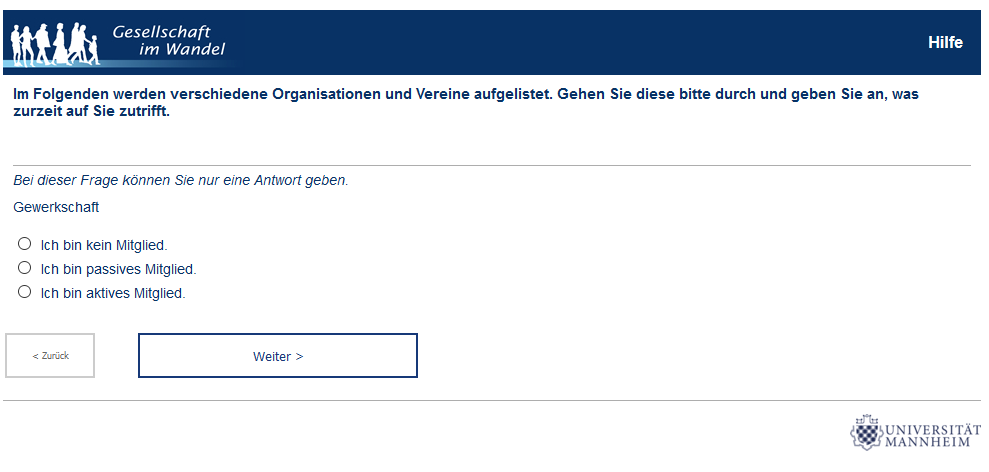 Gesellschaft
im Wandel
Hilfe
Im Folgenden werden verschiedene Organisationen und Vereine aufgelistet. Gehen Sie diese bitte durch und geben Sie an, was
zurzeit auf Sie zutrifft.
Bei dieser Frage können Sie nur eine Antwort geben.
Gewerkschaft
Ich bin kein Mitglied.
Ich bin passives Mitglied.
Ich bin aktives Mitglied.
< Zurück
Weiter >
UNIVERSITÄT
MANNHEIM